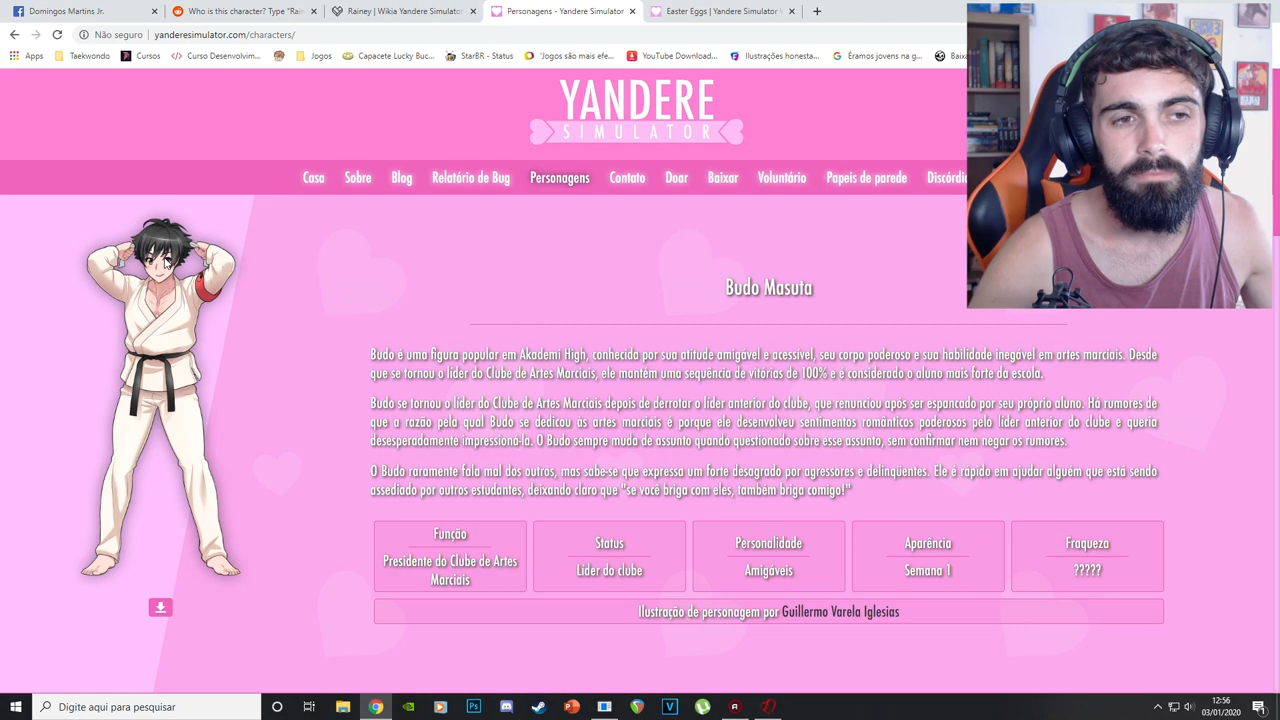 Domingos Martins Jr.
Who is this character? Type "Rai
Rainey | Wikia Yandere Simulator
Personagens - Yandere Simulator
Easter Eggs | Yandere Simulator
Não seguro
yanderesimulator.com/characters/
Apps
Taekwondo
Cursos
Curso Desenvolvim...
Jogos
Capacete Lucky Buc...
StarBR - Status
'Jogos são mais efe...
YouTube Download...
Ilustrações honesta...
Éramos jovens na g...
Baixa
YANDERE
SIMULATOR
Casa
Sobre
Blog
Relatório de Bug
Personagens
Contato
Doar
Baixar
Voluntário
Papeis de parede
Discórdi
Budo Masuta
Budo é uma figura popular em Akademi High, conhecida por sua atitude amigável e acessível, seu corpo poderoso e sua habilidade inegável em artes marciais. Desde
que se tornou o líder do Clube de Artes Marciais, ele mantém uma sequência de vitórias de 100% e é considerado o aluno mais forte da escola.
Budo se tornou o líder do Clube de Artes Marciais depois de derrotar o líder anterior do clube, que renunciou após ser espancado por seu próprio aluno. Há rumores de
que a razão pela qual Budo se dedicou às artes marciais é porque ele desenvolveu sentimentos românticos poderosos pelo líder anterior do clube e queria
desesperadamente impressioná-la. O Budo sempre muda de assunto quando questionado sobre esse assunto, sem confirmar nem negar os rumores.
O Budo raramente fala mal dos outros, mas sabe-se que expressa um forte desagrado por agressores e delinqüentes. Ele é rápido em ajudar alguém que está sendo
assediado por outros estudantes, deixando claro que "se você briga com eles, também briga comigo!"
Função
Presidente do Clube de Artes
Marciais
Status
Líder do clube
Personalidade
Amigáveis
Aparência
Semana 1
Fraqueza
?????
Ilustração de personagem por Guillermo Varela Iglesias
Digite aqui para pesquisar
12:56
03/01/2020